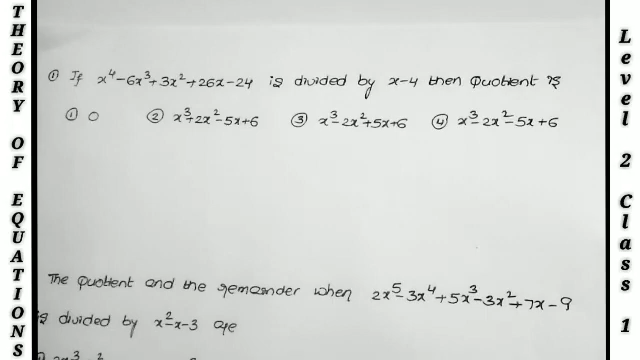 THEORY OF EQUATIONS
① If x⁴-6x³+3x²+26x-24 is divided by x-4 then Quotient is
① 0 ② x³+2x²-5x+6 ③ x³-2x²+5x+6 ④ x³-2x²-5x+6
The Quotient and the remainder when 2x⁵-3x⁴+5x³-3x²+7x-9
is divided by x²-x-3 are
Level 2 Class 1